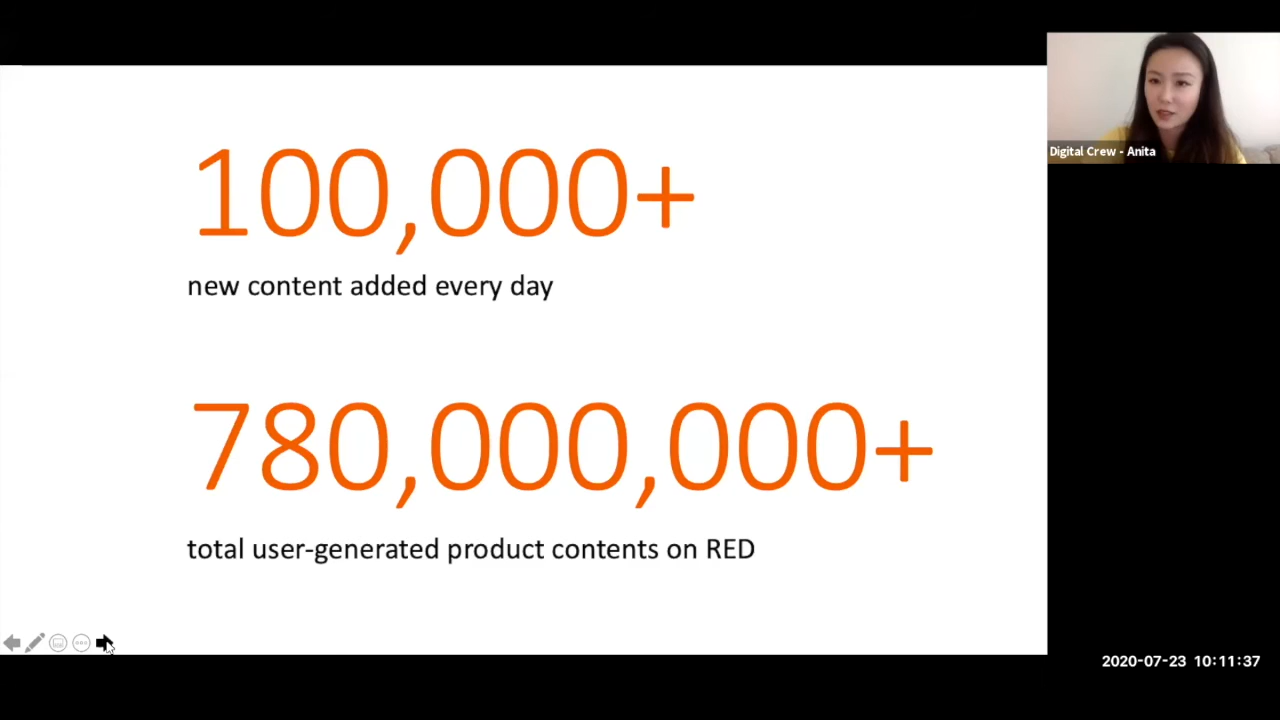 100,000+
new content added every day
780,000,000+
total user-generated product contents on RED
Digital Crew - Anita
2020-07-23 10:11:37